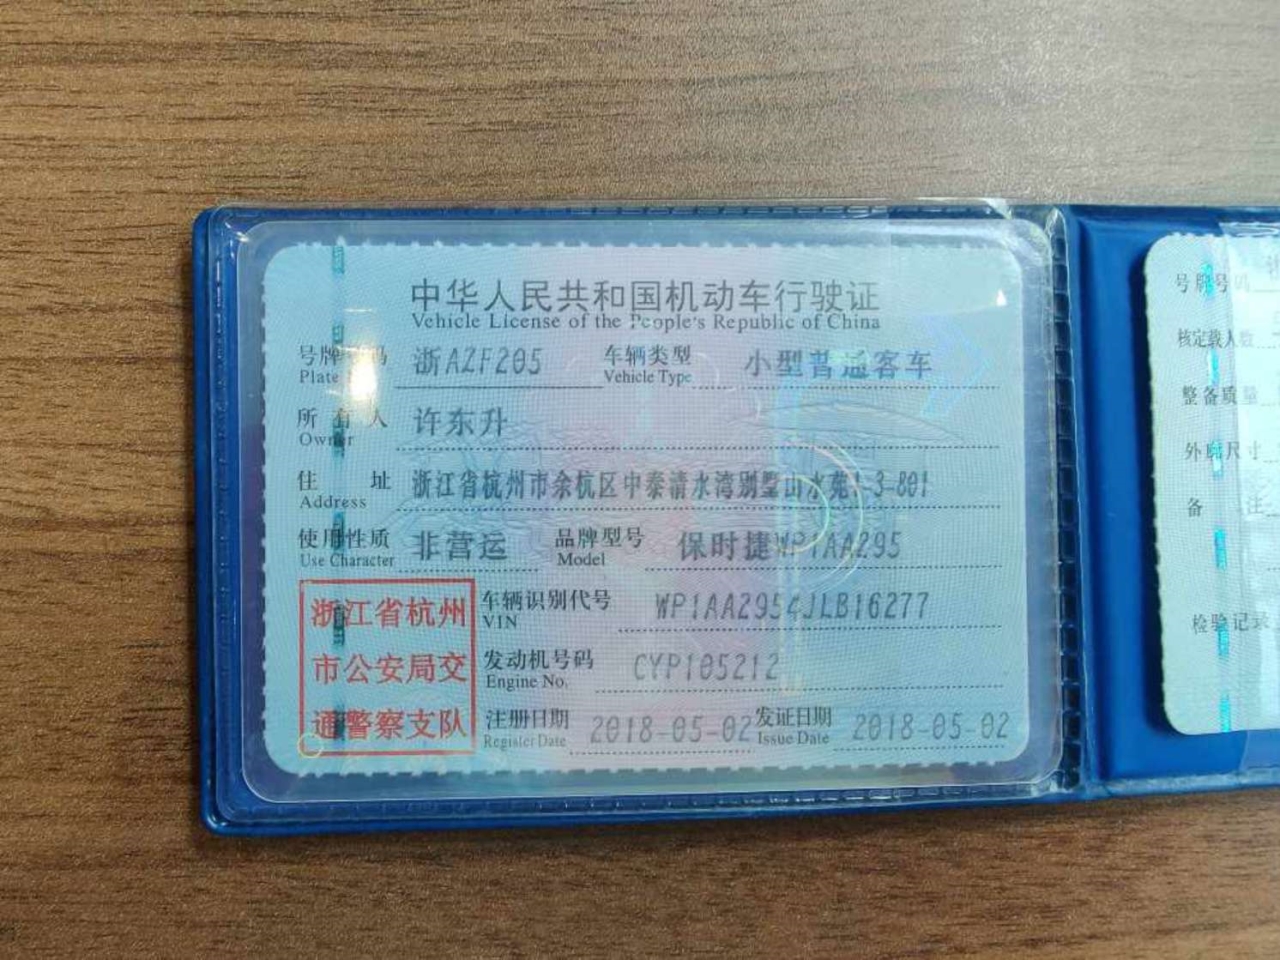 中华人民共和国机动车行驶证
Vehicle License of the People's Republic of China
号牌 码 浙AZF205 车辆类型 小型普通客车
Plate Vehicle Type
所有人 许东升
Owner
住址 浙江省杭州市余杭区中泰清水湾别墅山水苑1-3-801
Address
使用性质 非营运 品牌型号 保时捷WP1AA295
Use Character Model
浙江省杭州
市公安局交
通警察支队
车辆识别代号 WP1AA2954JLB16277
VIN
发动机号码 CYP105212
Engine No.
注册日期 2018-05-02 发证日期 2018-05-02
Register Date Issue Date
号牌号码
核定载人数
整备质量
外廓尺寸
备注
检验记录